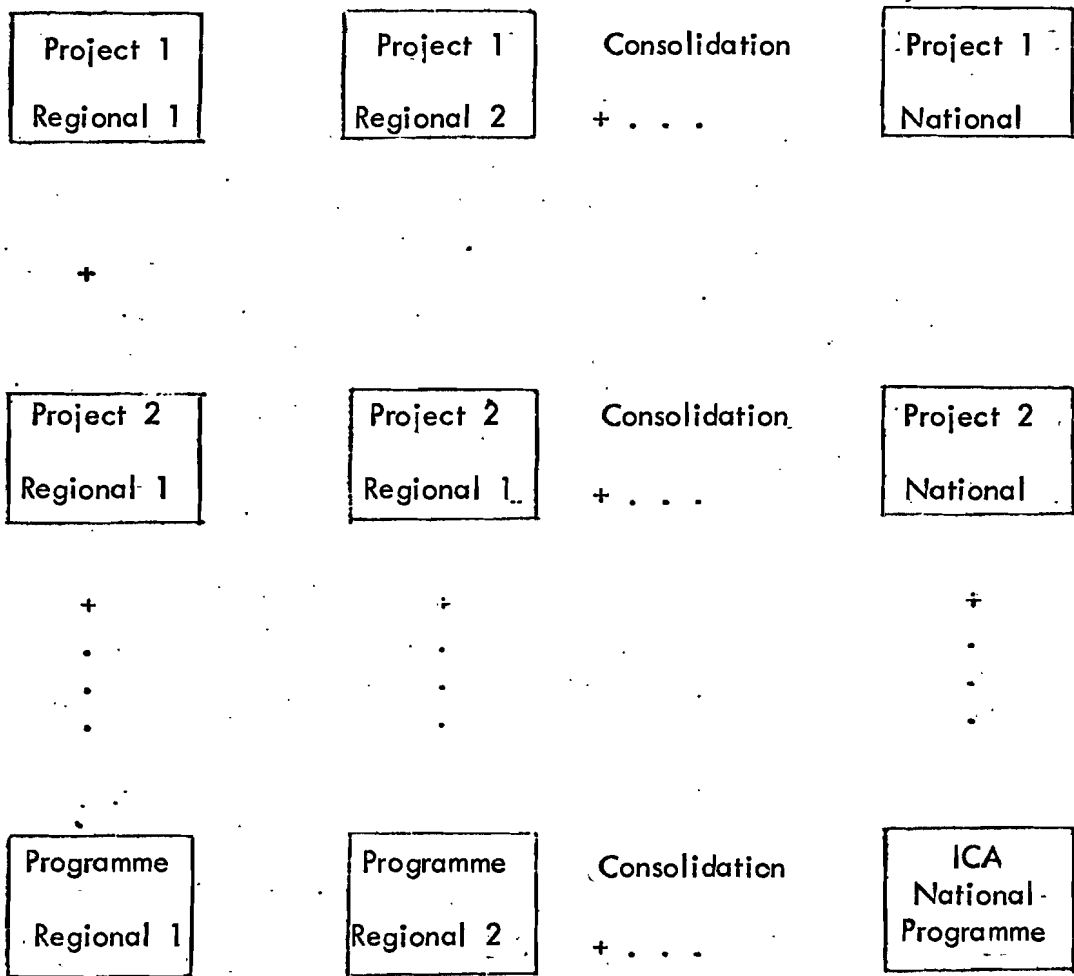 Project 1
Regional 1
Project 1
Regional 2
Consolidation
+ . . .
Project 1
National
+
Project 2
Regional 1
Project 2
Regional 1
Consolidation
+ . . .
Project 2
National
+
.
.
.
+
.
.
.
+
.
.
.
Programme
Regional 1
Programme
Regional 2
Consolidation
+ . . .
ICA
National
Programme